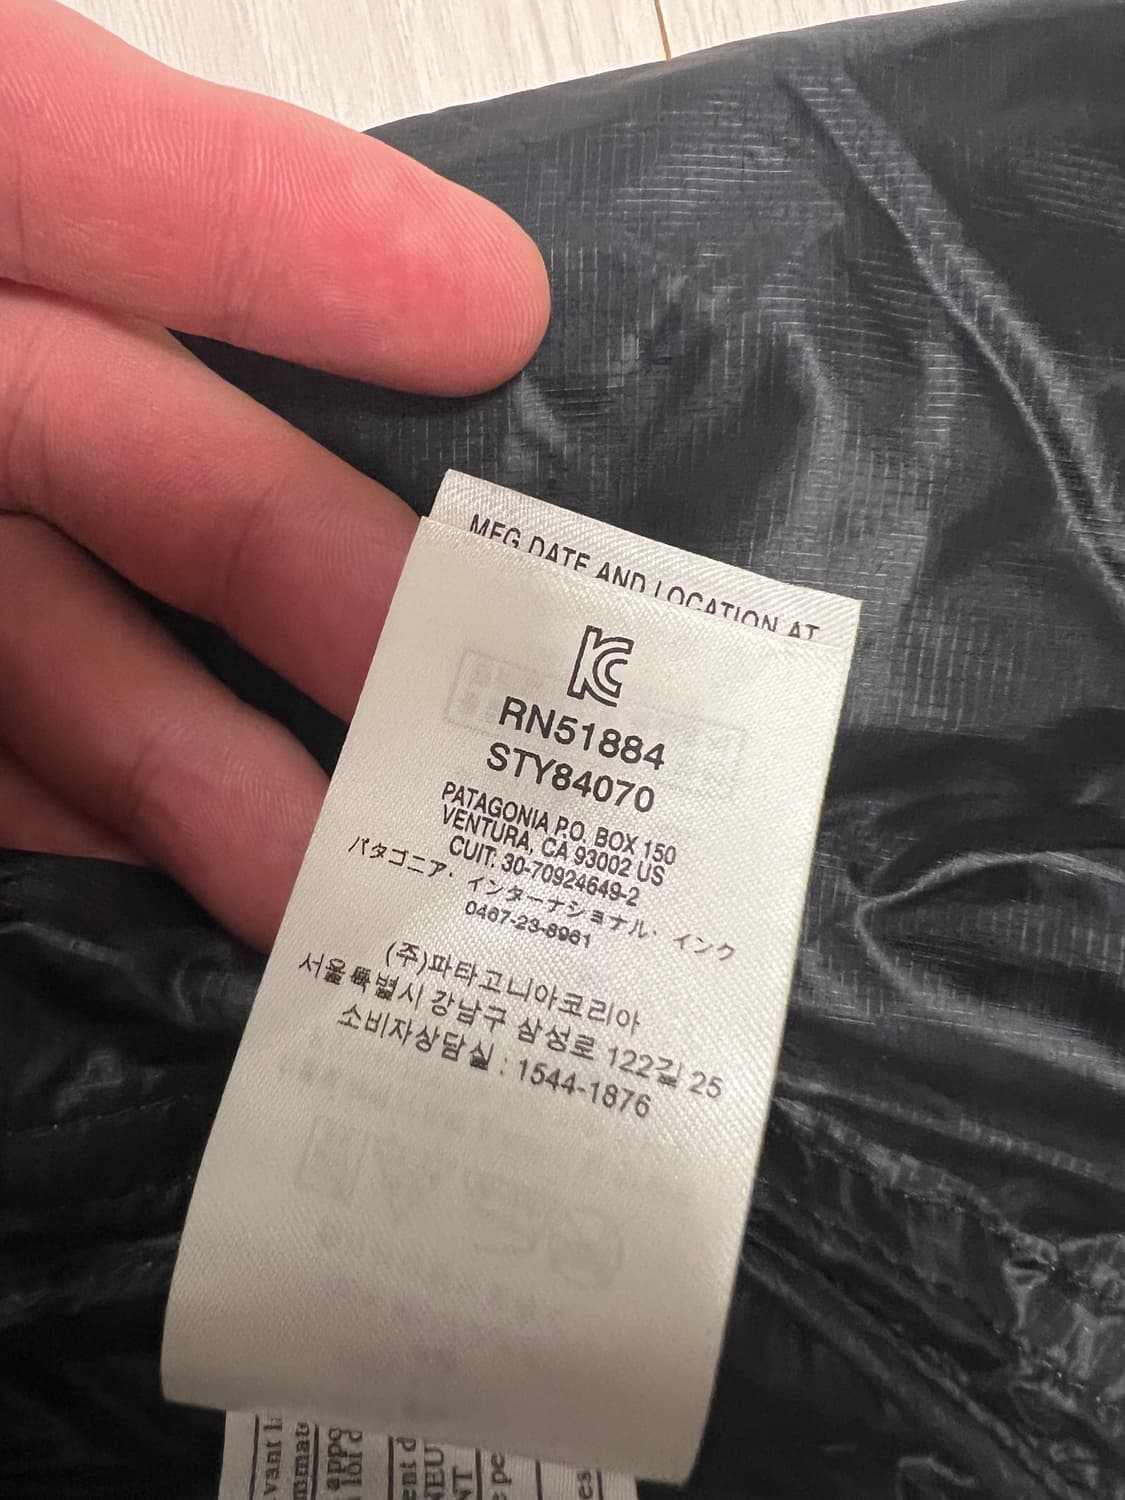 MFG DATE AND LOCATION AT
RN51884
STY84070
PATAGONIA P.O. BOX 150
VENTURA, CA 93002 US
CUIT: 30-70924649-2
パタゴニア・インターナショナル・インク
0467-23-8961
(주)파타고니아코리아
서울특별시 강남구 삼성로 122길 25
소비자상담실 : 1544-1876
vant
appo